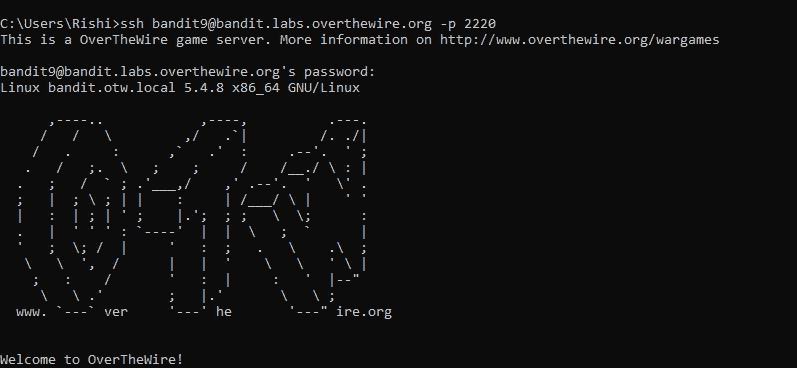 C:\Users\Rishi>ssh bandit9@bandit.labs.overthewire.org -p 2220
This is a OverTheWire game server. More information on http://www.overthewire.org/wargames
bandit9@bandit.labs.overthewire.org's password:
Linux bandit.otw.local 5.4.8 x86_64 GNU/Linux
www. `---` ver '---' he '---" ire.org
Welcome to OverTheWire!